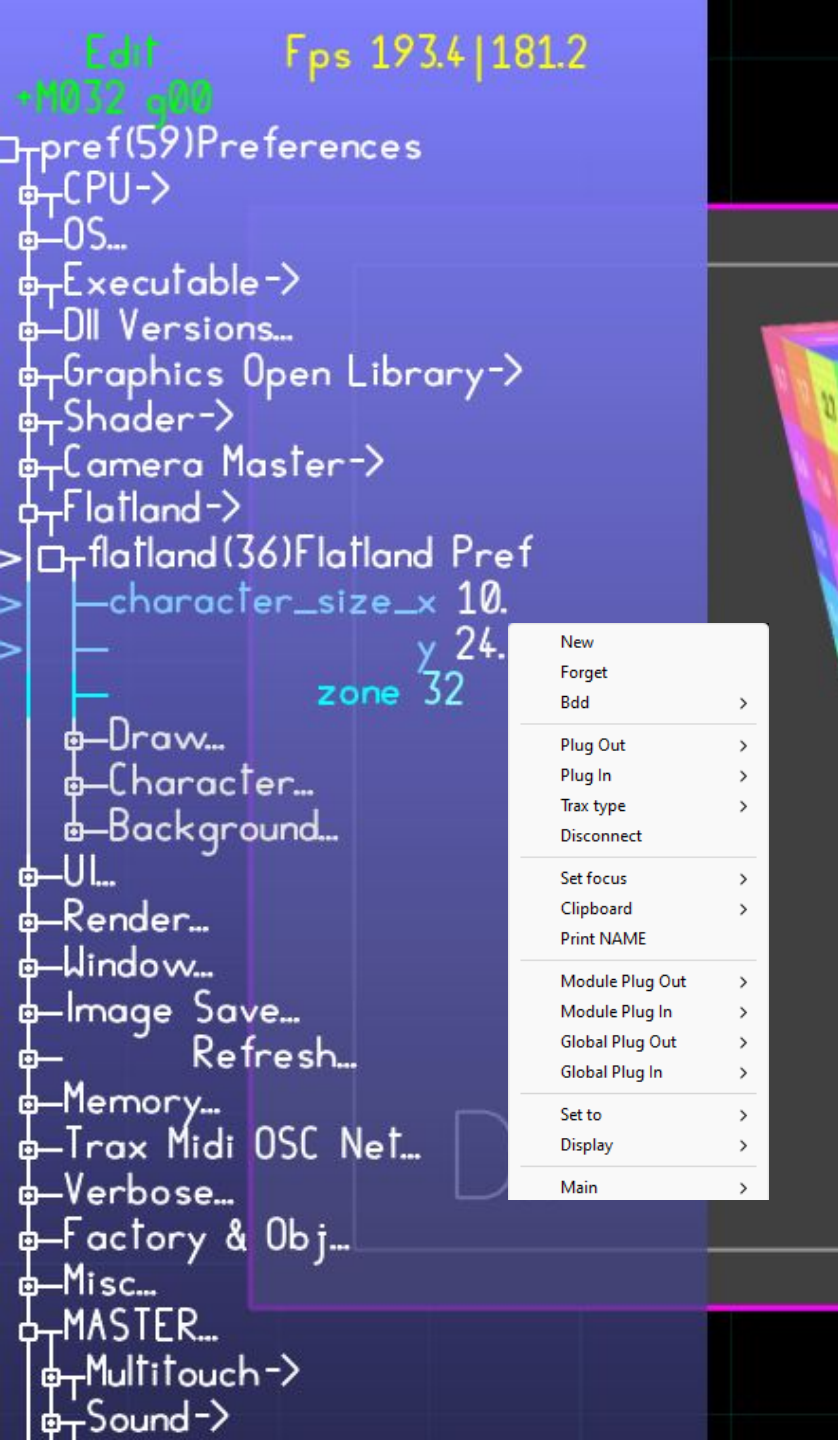 Edit Fps 193.4|181.2
+M032 g00
pref(59)Preferences
CPU->
OS...
Executable->
Dll Versions...
Graphics Open Library->
Shader->
Camera Master->
Flatland->
> flatland(36)Flatland Pref
> character_size_x 10.
> y 24.
zone 32
Draw...
Character...
Background...
UI...
Render...
Window...
Image Save...
Refresh...
Memory...
Trax Midi OSC Net...
Verbose...
Factory & Obj...
Misc...
MASTER...
Multitouch->
Sound->
New
Forget
Bdd >
Plug Out >
Plug In >
Trax type >
Disconnect
Set focus >
Clipboard >
Print NAME
Module Plug Out >
Module Plug In >
Global Plug Out >
Global Plug In >
Set to >
Display >
Main >
D